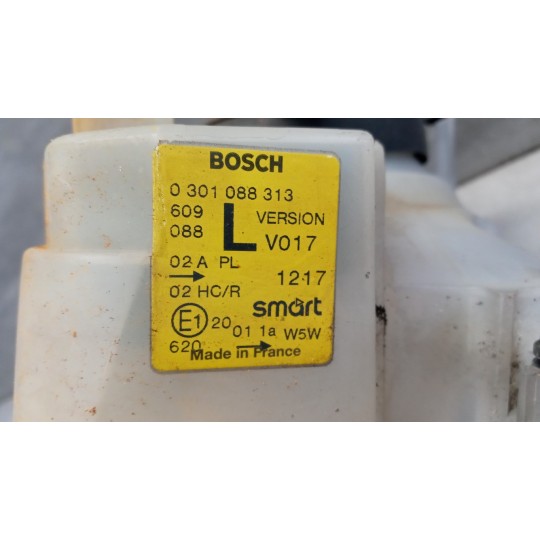 BOSCH
0 301 088 313
609 L VERSION
088 V017
02 A PL 1217
02 HC/R smart
E1 20 01 1a W5W
620 Made in France